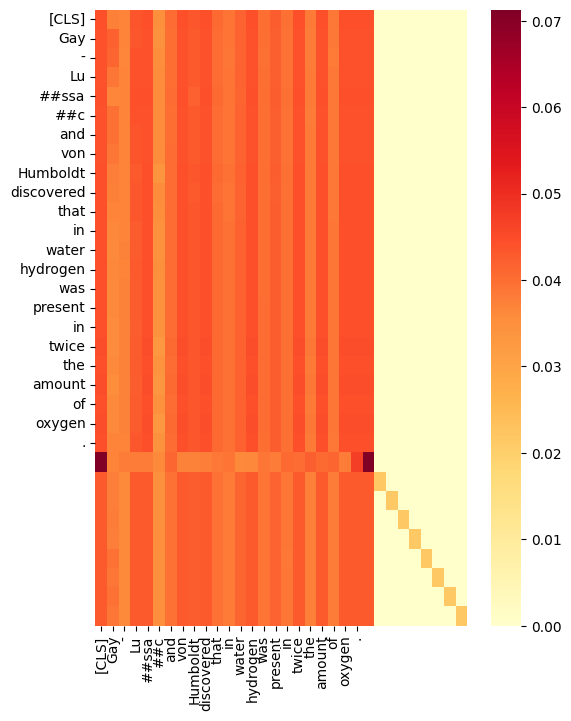 [CLS]
Gay
-
Lu
##ssa
##c
and
von
Humboldt
discovered
that
in
water
hydrogen
was
present
in
twice
the
amount
of
oxygen
.
0.07
0.06
0.05
0.04
0.03
0.02
0.01
0.00
[CLS]
Gay
-
Lu
##ssa
##c
and
von
Humboldt
discovered
that
in
water
hydrogen
was
present
in
twice
the
amount
of
oxygen
.